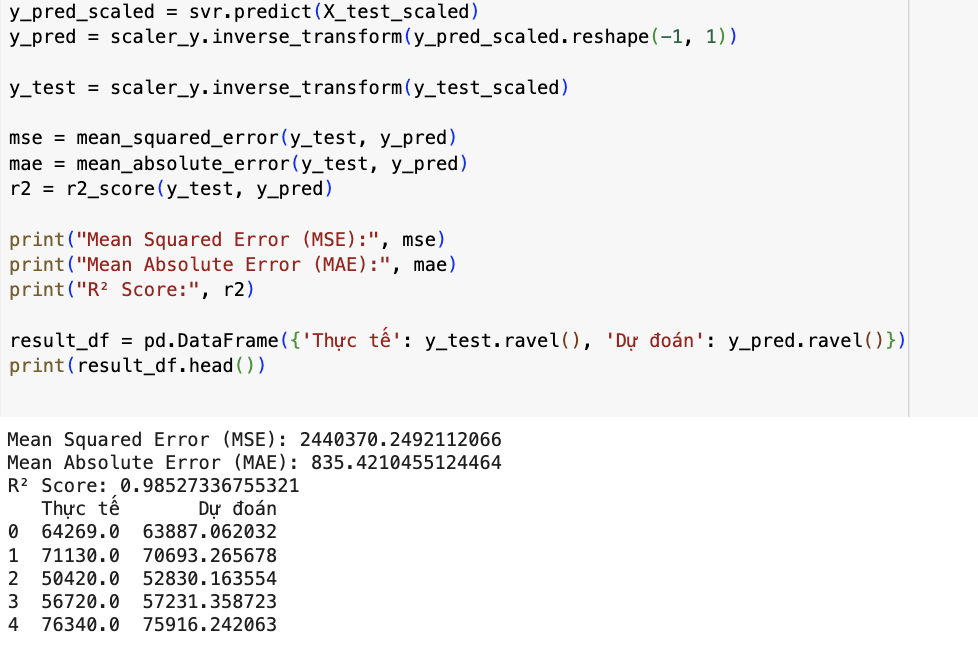 y_pred_scaled = svr.predict(X_test_scaled)
y_pred = scaler_y.inverse_transform(y_pred_scaled.reshape(-1, 1))
y_test = scaler_y.inverse_transform(y_test_scaled)
mse = mean_squared_error(y_test, y_pred)
mae = mean_absolute_error(y_test, y_pred)
r2 = r2_score(y_test, y_pred)
print("Mean Squared Error (MSE):", mse)
print("Mean Absolute Error (MAE):", mae)
print("R² Score:", r2)
result_df = pd.DataFrame({'Thực tế': y_test.ravel(), 'Dự đoán': y_pred.ravel()})
print(result_df.head())
Mean Squared Error (MSE): 2440370.2492112066
Mean Absolute Error (MAE): 835.4210455124464
R² Score: 0.98527336755321
Thực tế Dự đoán
0 64269.0 63887.062032
1 71130.0 70693.265678
2 50420.0 52830.163554
3 56720.0 57231.358723
4 76340.0 75916.242063